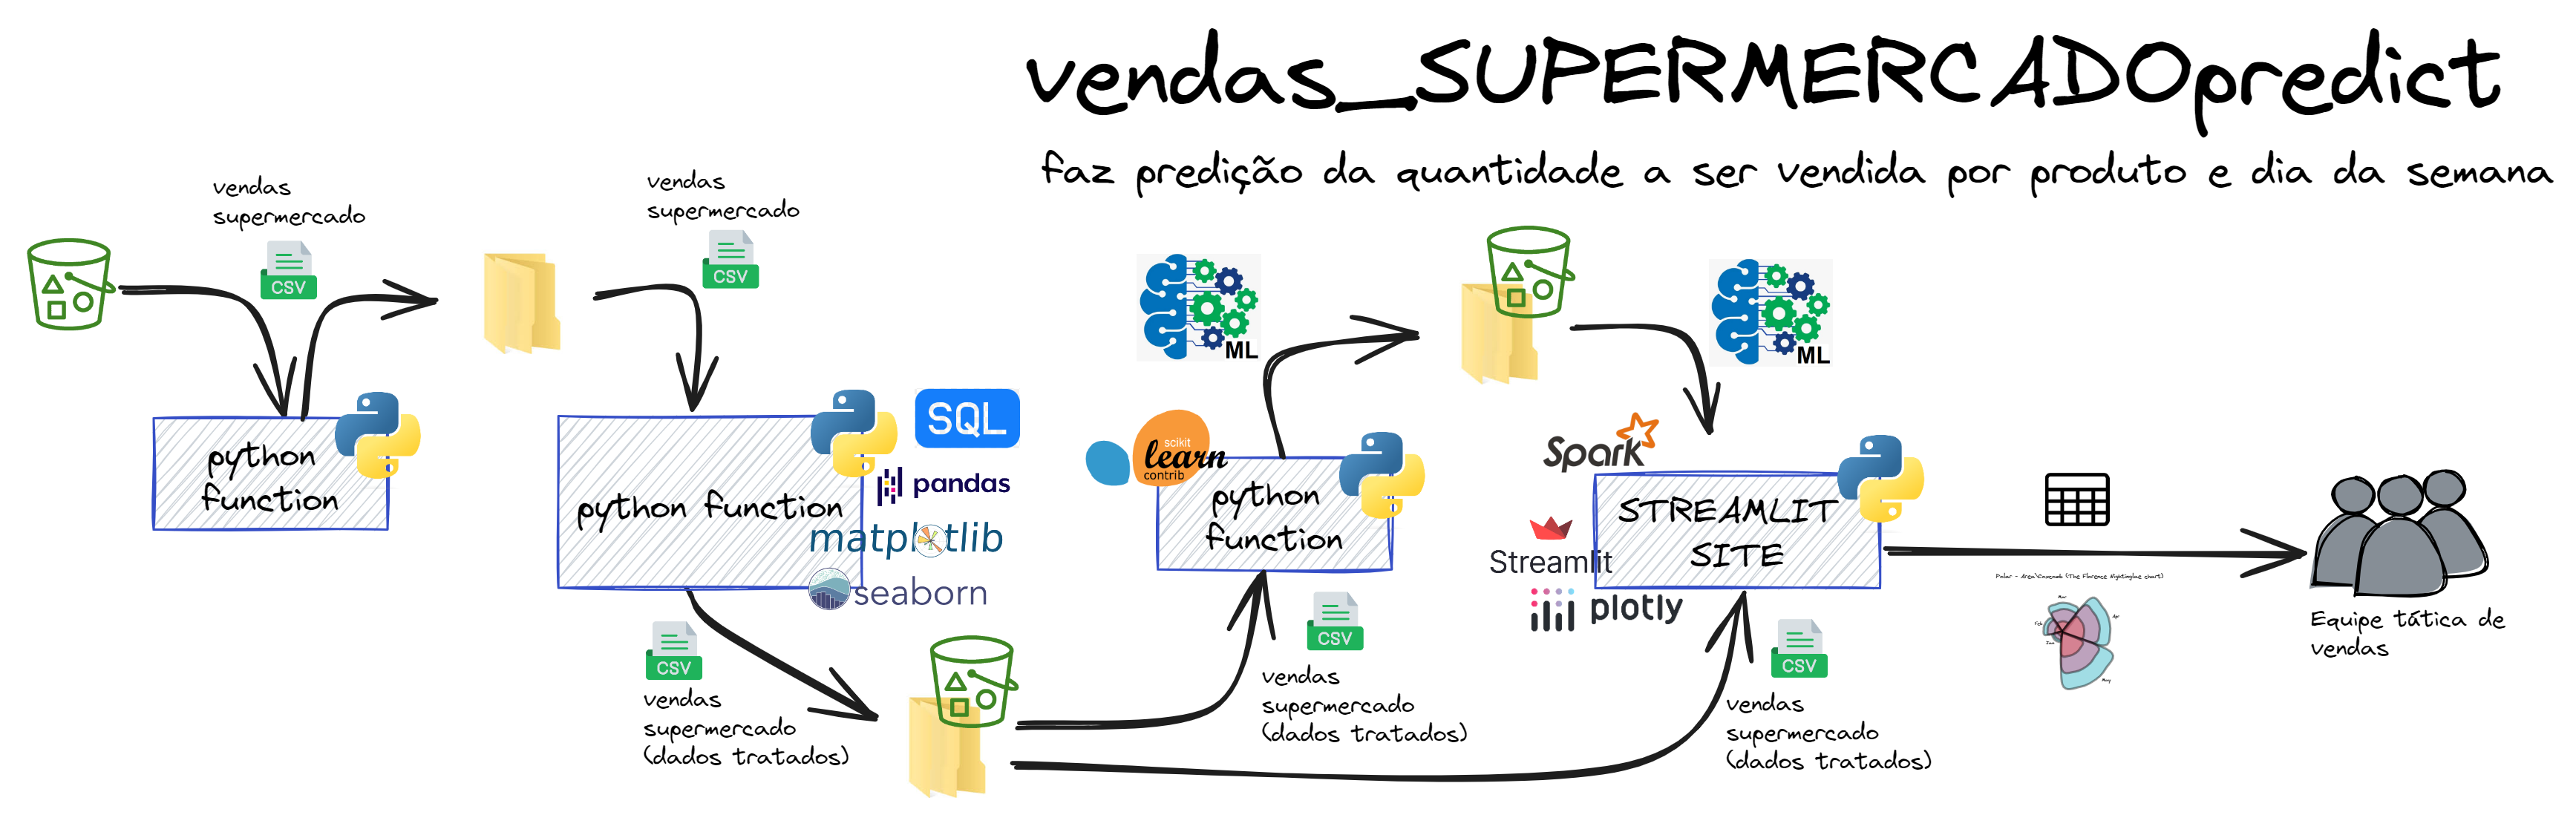 vendas_SUPERMERCADOpredict
faz predição da quantidade a ser vendida por produto e dia da semana
vendas
supermercado
CSV
python
function
vendas
supermercado
CSV
python function
SQL
pandas
matplotlib
seaborn
CSV
vendas
supermercado
(dados tratados)
ML
scikit
learn
contrib
python
function
CSV
vendas
supermercado
(dados tratados)
ML
Spark
Streamlit
plotly
STREAMLIT
SITE
CSV
vendas
supermercado
(dados tratados)
Polar - Area\Coxcomb (The Florence Nightinglae chart)
Equipe tática de
vendas